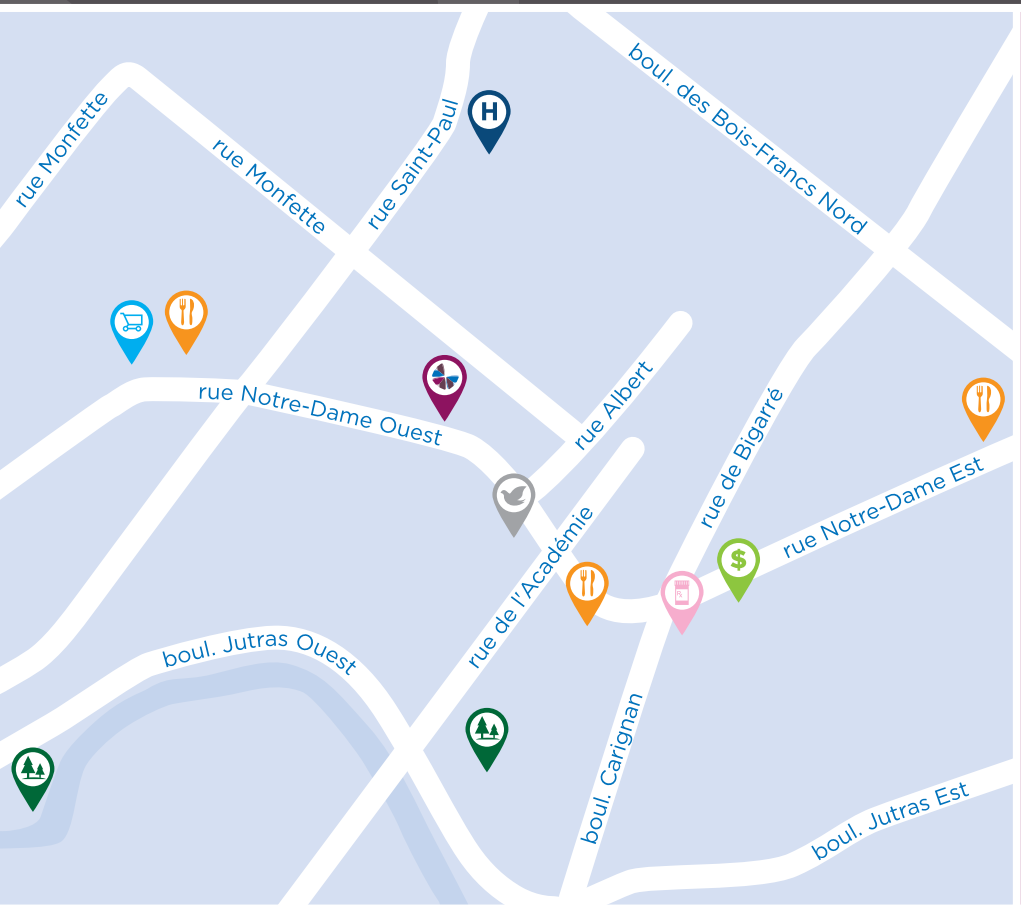 boul. des Bois-Francs Nord
rue Monfette
rue Saint-Paul
H
rue Monfette
rue Albert
rue Notre-Dame Ouest
rue de Bigarré
rue Notre-Dame Est
rue de l'Académie
$
boul. Jutras Ouest
boul. Carignan
boul. Jutras Est